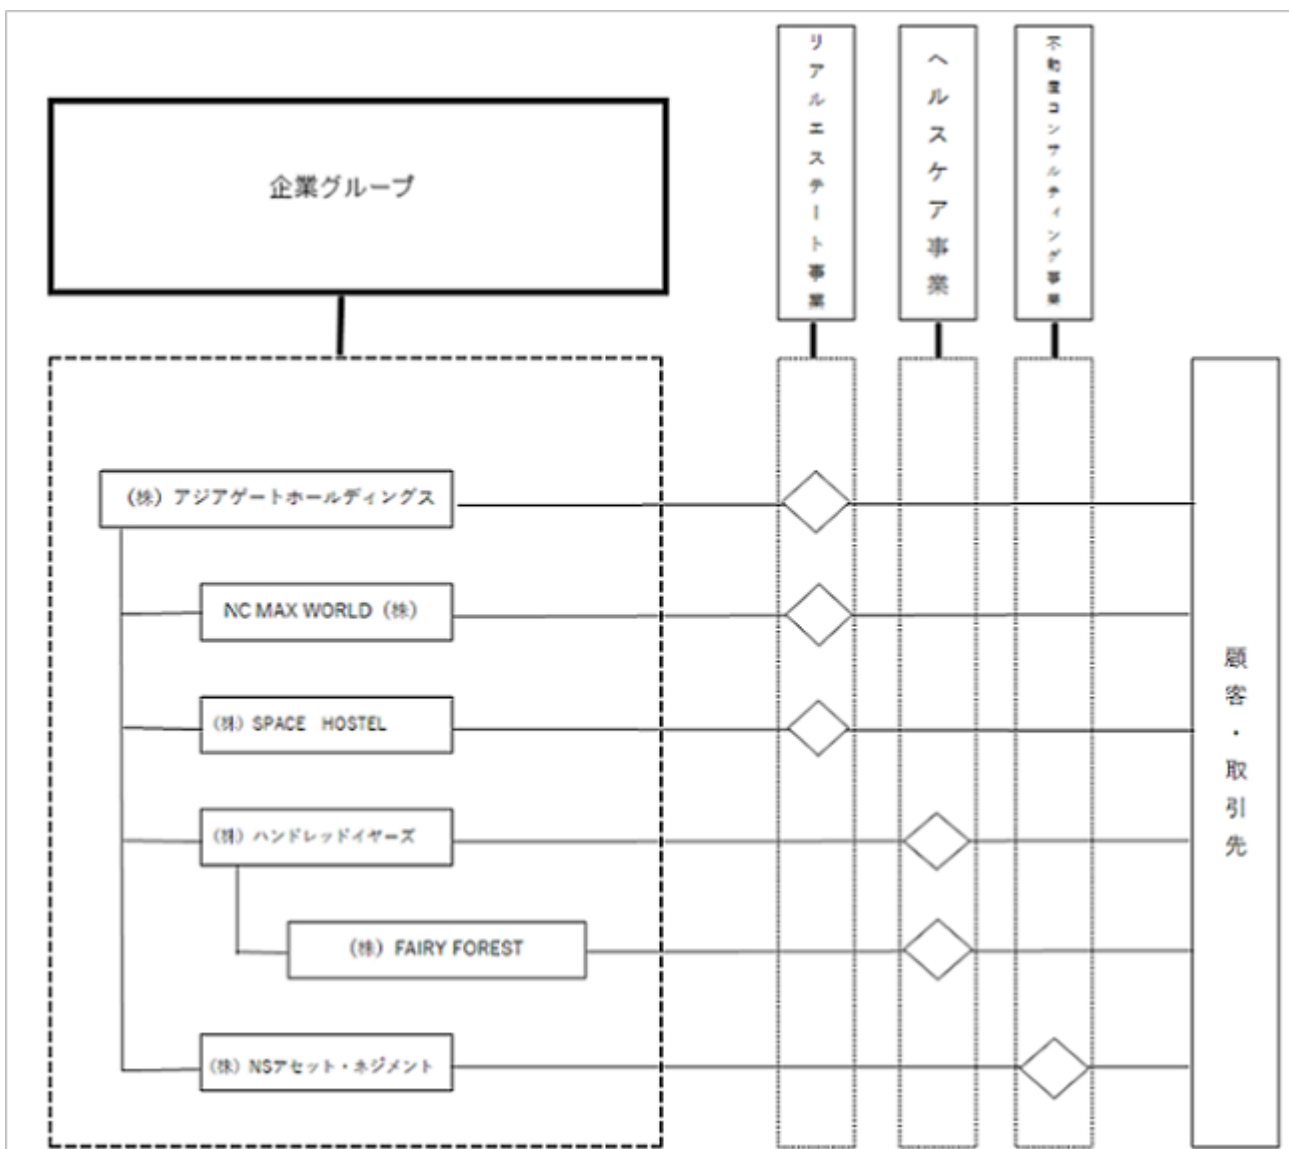 企業グループ
リアルエステート事業
ヘルスケア事業
不動産コンサルティング事業
(株) アジアゲートホールディングス
NC MAX WORLD (株)
(株) SPACE HOSTEL
(株) ハンドレッドイヤーズ
(株) FAIRY FOREST
(株) NSアセット・ネジメント
顧客・取引先